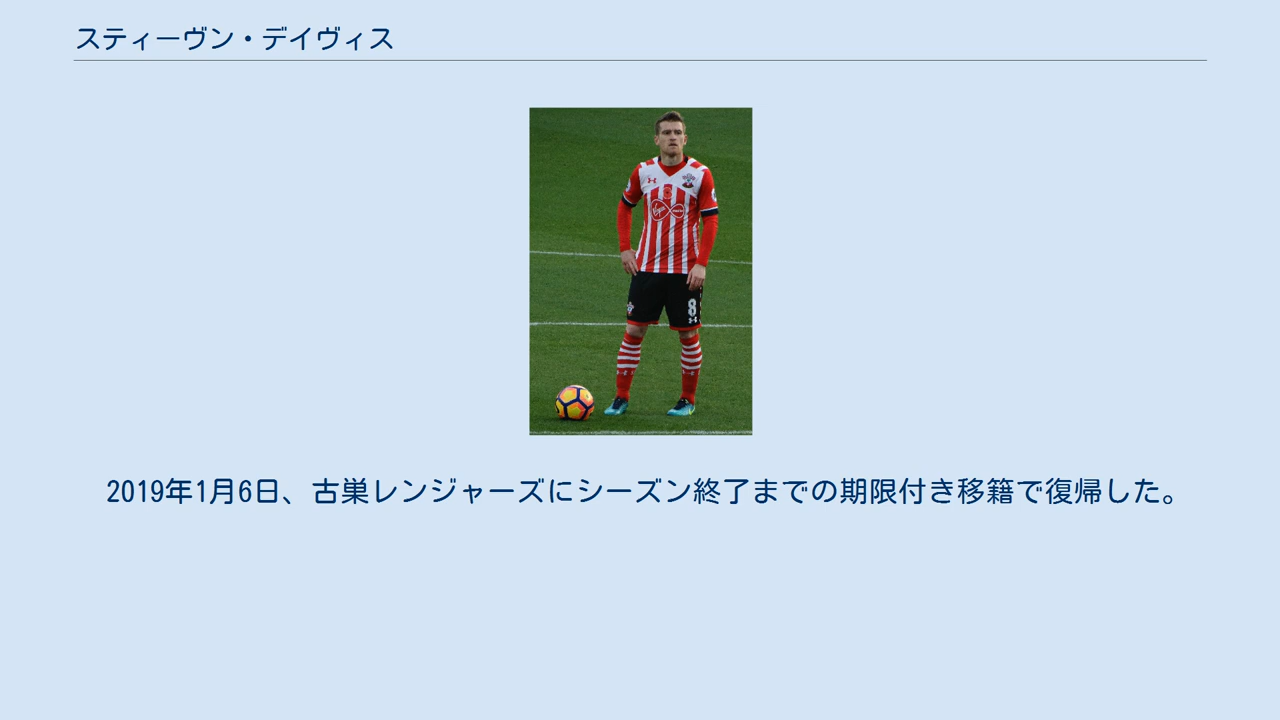 スティーヴン・デイヴィス
Virgin
8
2019年1月6日、古巣レンジャーズにシーズン終了までの期限付き移籍で復帰した。